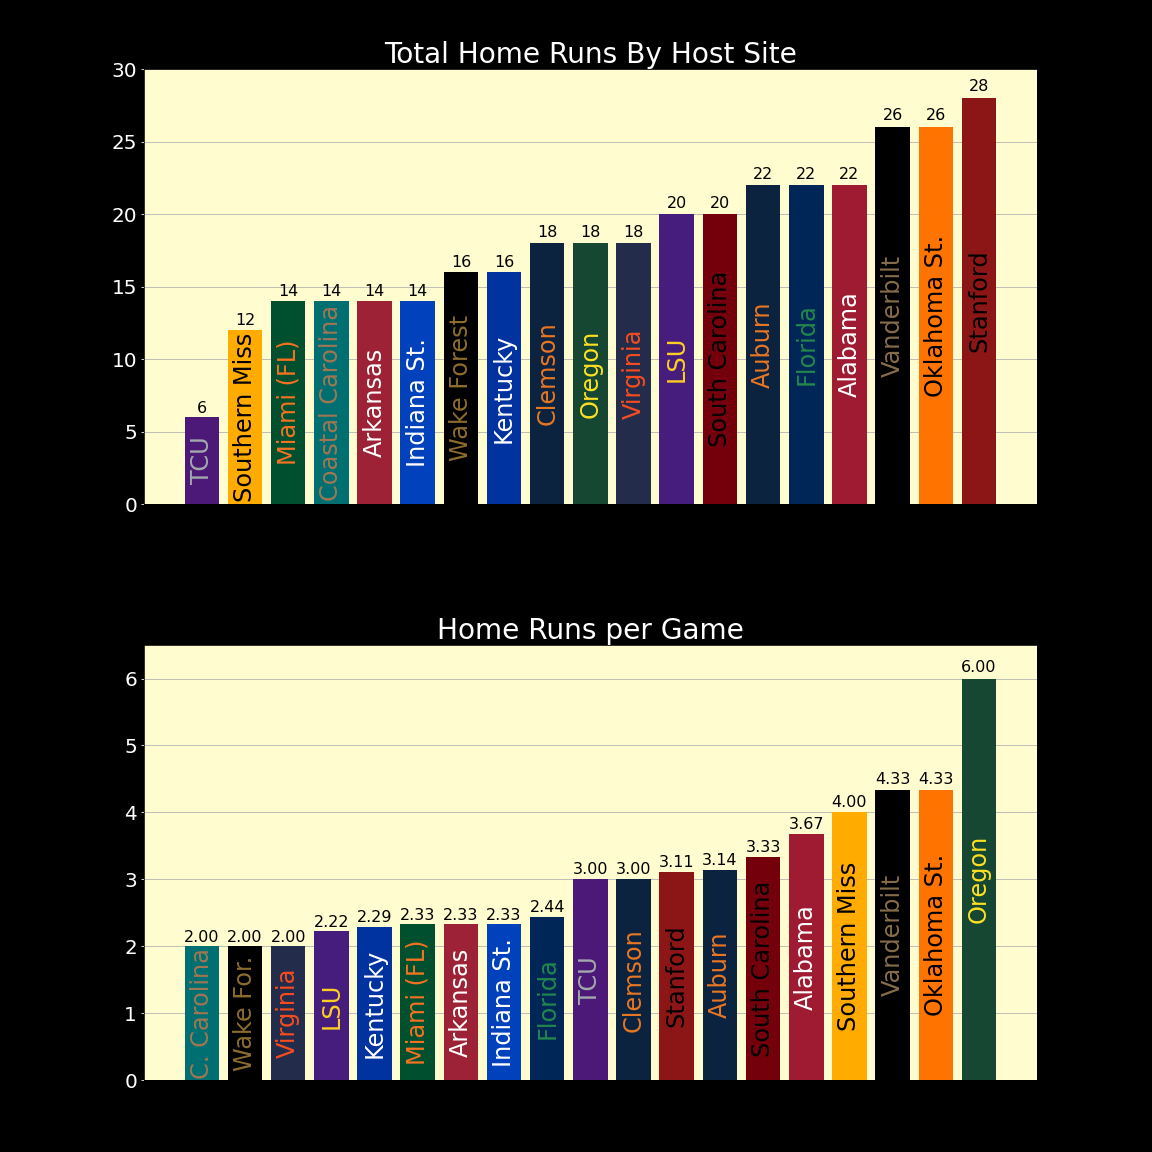 Total Home Runs By Host Site
30
25
20
15
10
5
0
6
12
14
14
14
14
16
16
18
18
18
20
20
22
22
22
26
26
28
TCU
Southern Miss
Miami (FL)
Coastal Carolina
Arkansas
Indiana St.
Wake Forest
Kentucky
Clemson
Oregon
Virginia
LSU
South Carolina
Auburn
Florida
Alabama
Vanderbilt
Oklahoma St.
Stanford
Home Runs per Game
6
5
4
3
2
1
0
2.00
2.00
2.00
2.22
2.29
2.33
2.33
2.33
2.44
3.00
3.00
3.11
3.14
3.33
3.67
4.00
4.33
4.33
6.00
C. Carolina
Wake For.
Virginia
LSU
Kentucky
Miami (FL)
Arkansas
Indiana St.
Florida
TCU
Clemson
Stanford
Auburn
South Carolina
Alabama
Southern Miss
Vanderbilt
Oklahoma St.
Oregon